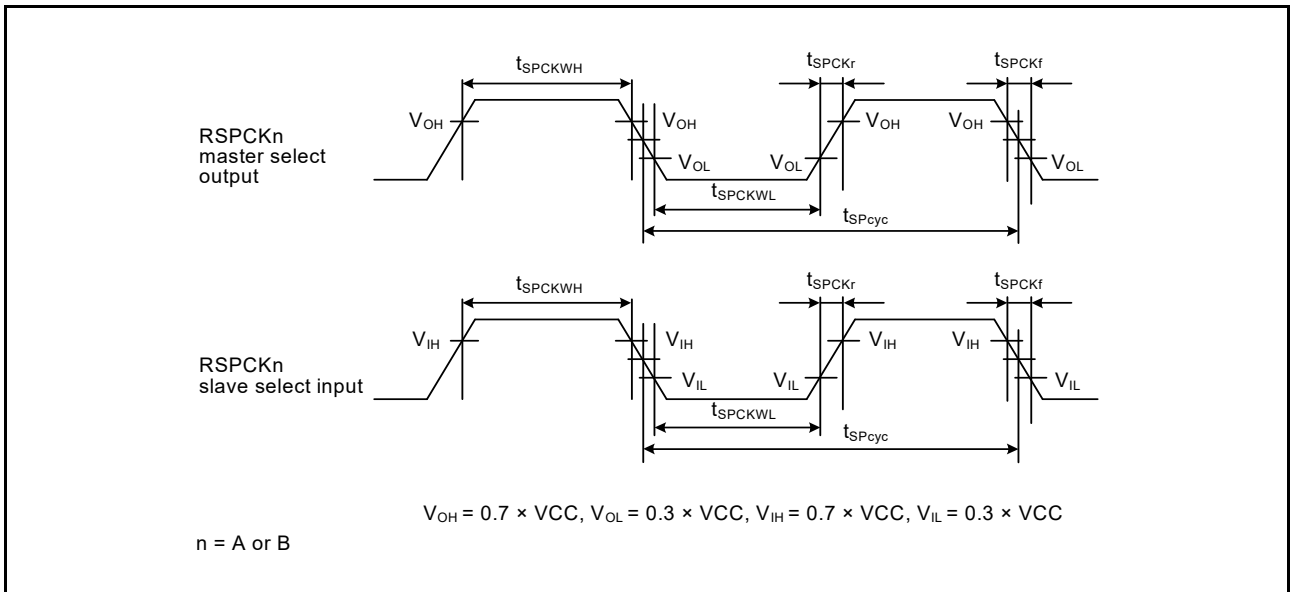 tSPCKWH
tSPCKr
tSPCKf
RSPCKn
master select
output
VOH
VOH
VOH
VOH
VOL
VOL
VOL
tSPCKWL
tSPcyc
tSPCKWH
tSPCKr
tSPCKf
RSPCKn
slave select input
VIH
VIH
VIH
VIH
VIL
VIL
VIL
tSPCKWL
tSPcyc
VOH = 0.7 × VCC, VOL = 0.3 × VCC, VIH = 0.7 × VCC, VIL = 0.3 × VCC
n = A or B